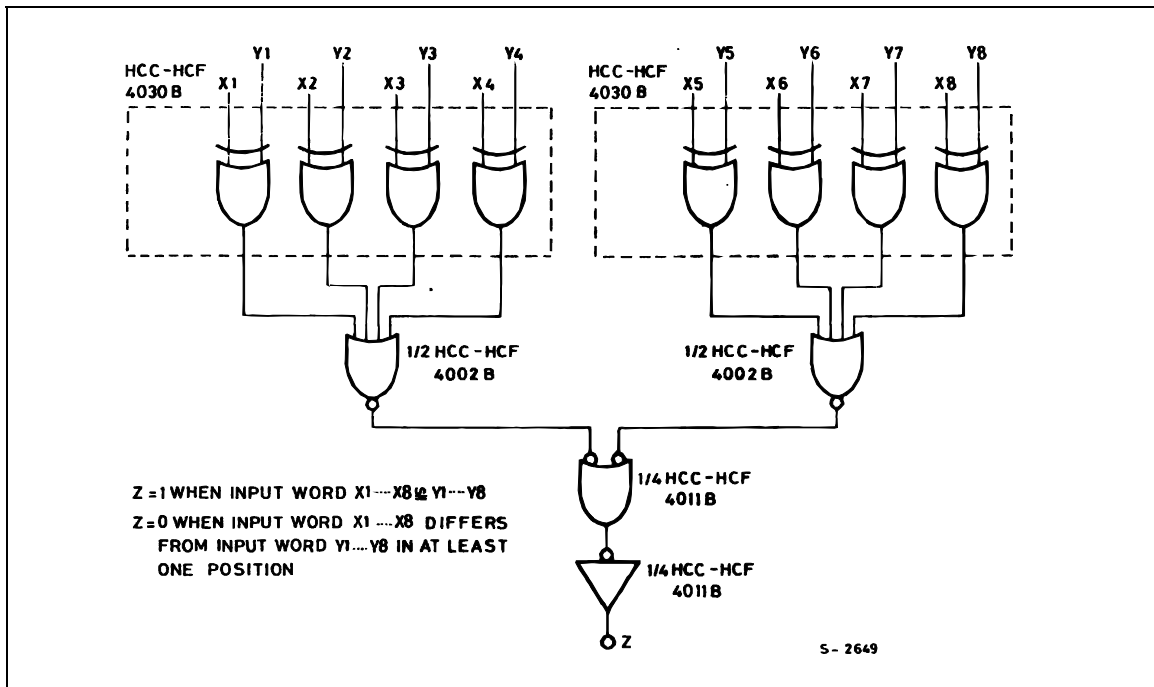 HCC-HCF
4030 B
X1 Y1 X2 Y2 X3 Y3 X4 Y4
HCC-HCF
4030 B
X5 Y5 X6 Y6 X7 Y7 X8 Y8
1/2 HCC-HCF
4002 B
1/2 HCC-HCF
4002 B
1/4 HCC-HCF
4011B
Z = 1 WHEN INPUT WORD X1----X8 ≡ Y1---Y8
Z = 0 WHEN INPUT WORD X1....X8 DIFFERS
FROM INPUT WORD Y1....Y8 IN AT LEAST
ONE POSITION
1/4 HCC-HCF
4011B
Z
S- 2649